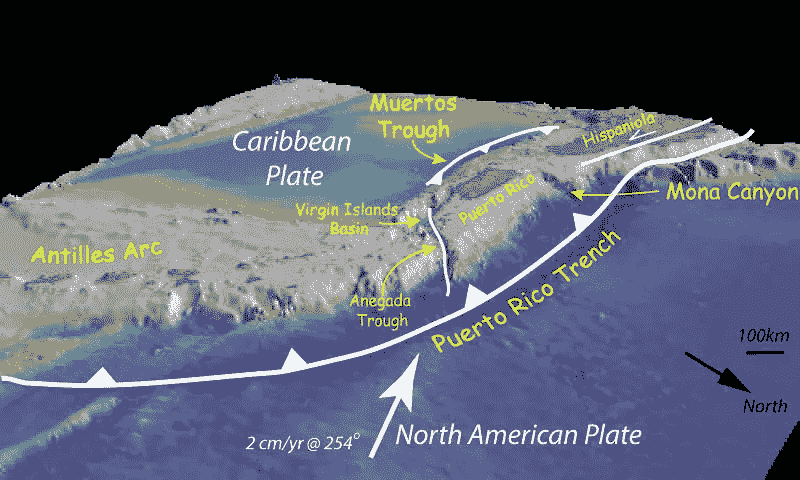 Muertos
Trough
Hispaniola
Caribbean
Plate
Puerto Rico
Mona Canyon
Virgin Islands
Basin
Antilles Arc
Anegada
Trough
Puerto Rico Trench
100km
North
2 cm/yr @ 254°
North American Plate